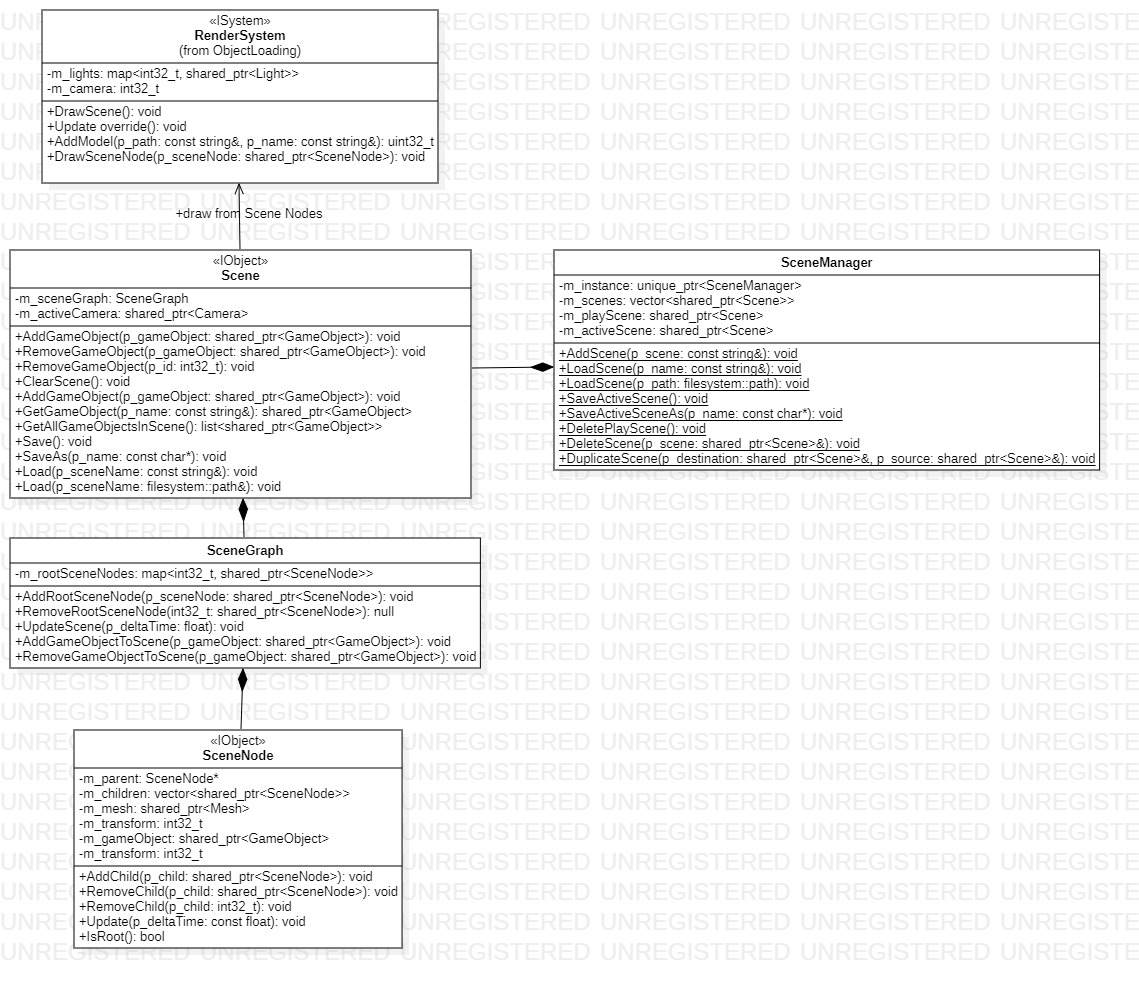 «ISystem»
RenderSystem
(from ObjectLoading)
-m_lights: map<int32_t, shared_ptr<Light>>
-m_camera: int32_t
+DrawScene(): void
+Update override(): void
+AddModel(p_path: const string&, p_name: const string&): uint32_t
+DrawSceneNode(p_sceneNode: shared_ptr<SceneNode>): void
+draw from Scene Nodes
«IObject»
Scene
-m_sceneGraph: SceneGraph
-m_activeCamera: shared_ptr<Camera>
+AddGameObject(p_gameObject: shared_ptr<GameObject>): void
+RemoveGameObject(p_gameObject: shared_ptr<GameObject>): void
+RemoveGameObject(p_id: int32_t): void
+ClearScene(): void
+AddGameObject(p_gameObject: shared_ptr<GameObject>): void
+GetGameObject(p_name: const string&): shared_ptr<GameObject>
+GetAllGameObjectsInScene(): list<shared_ptr<GameObject>>
+Save(): void
+SaveAs(p_name: const char*): void
+Load(p_sceneName: const string&): void
+Load(p_sceneName: filesystem::path&): void
SceneManager
-m_instance: unique_ptr<SceneManager>
-m_scenes: vector<shared_ptr<Scene>>
-m_playScene: shared_ptr<Scene>
-m_activeScene: shared_ptr<Scene>
+AddScene(p_scene: const string&): void
+LoadScene(p_name: const string&): void
+LoadScene(p_path: filesystem::path): void
+SaveActiveScene(): void
+SaveActiveSceneAs(p_name: const char*): void
+DeletePlayScene(): void
+DeleteScene(p_scene: shared_ptr<Scene>&): void
+DuplicateScene(p_destination: shared_ptr<Scene>&, p_source: shared_ptr<Scene>&): void
SceneGraph
-m_rootSceneNodes: map<int32_t, shared_ptr<SceneNode>>
+AddRootSceneNode(p_sceneNode: shared_ptr<SceneNode>): void
+RemoveRootSceneNode(int32_t: shared_ptr<SceneNode>): null
+UpdateScene(p_deltaTime: float): void
+AddGameObjectToScene(p_gameObject: shared_ptr<GameObject>): void
+RemoveGameObjectToScene(p_gameObject: shared_ptr<GameObject>): void
«IObject»
SceneNode
-m_parent: SceneNode*
-m_children: vector<shared_ptr<SceneNode>>
-m_mesh: shared_ptr<Mesh>
-m_transform: int32_t
-m_gameObject: shared_ptr<GameObject>
-m_transform: int32_t
+AddChild(p_child: shared_ptr<SceneNode>): void
+RemoveChild(p_child: shared_ptr<SceneNode>): void
+RemoveChild(p_child: int32_t): void
+Update(p_deltaTime: const float): void
+IsRoot(): bool
UNREGISTERED UNREGISTERED UNREGISTERED UNREGISTERED UNREGISTERED